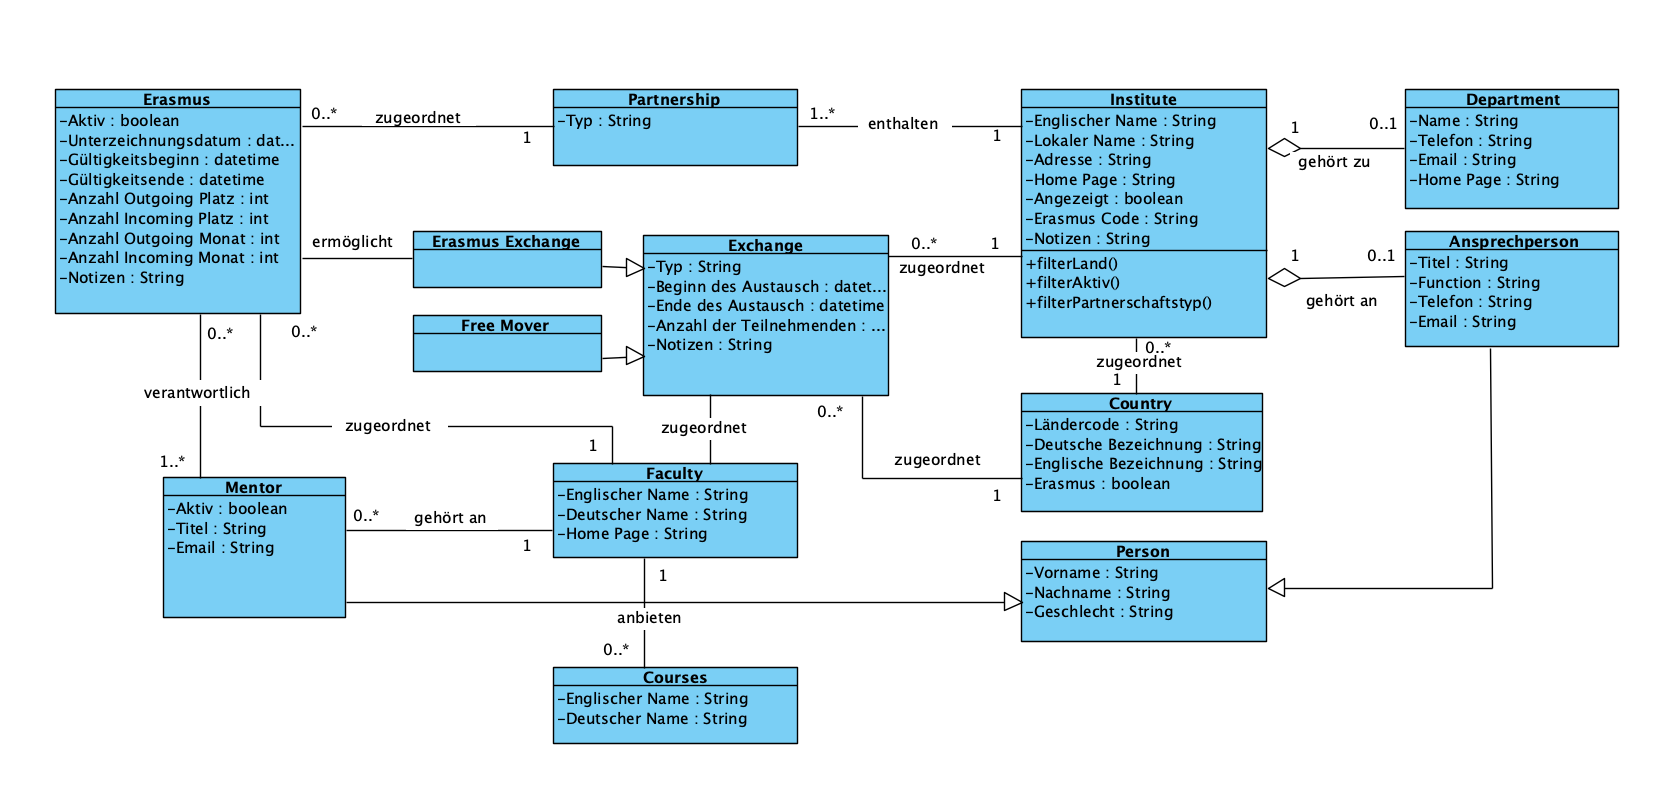 Erasmus
-Aktiv : boolean
-Unterzeichnungsdatum : dat...
-Gültigkeitsbeginn : datetime
-Gültigkeitsende : datetime
-Anzahl Outgoing Platz : int
-Anzahl Incoming Platz : int
-Anzahl Outgoing Monat : int
-Anzahl Incoming Monat : int
-Notizen : String
0..*
zugeordnet
1
Partnership
-Typ : String
1..*
enthalten
1
Institute
-Englischer Name : String
-Lokaler Name : String
-Adresse : String
-Home Page : String
-Angezeigt : boolean
-Erasmus Code : String
-Notizen : String
+filterLand()
+filterAktiv()
+filterPartnerschaftstyp()
1
0..1
gehört zu
Department
-Name : String
-Telefon : String
-Email : String
-Home Page : String
ermöglicht
Erasmus Exchange
Free Mover
Exchange
-Typ : String
-Beginn des Austausch : datet...
-Ende des Austausch : datetime
-Anzahl der Teilnehmenden : ...
-Notizen : String
0..*
1
zugeordnet
1
0..1
gehört an
Ansprechperson
-Titel : String
-Function : String
-Telefon : String
-Email : String
0..*
0..*
verantwortlich
1..*
zugeordnet
1
zugeordnet
0..*
zugeordnet
1
0..*
zugeordnet
1
Country
-Ländercode : String
-Deutsche Bezeichnung : String
-Englische Bezeichnung : String
-Erasmus : boolean
Mentor
-Aktiv : boolean
-Titel : String
-Email : String
0..*
gehört an
1
Faculty
-Englischer Name : String
-Deutscher Name : String
-Home Page : String
Person
-Vorname : String
-Nachname : String
-Geschlecht : String
1
anbieten
0..*
Courses
-Englischer Name : String
-Deutscher Name : String